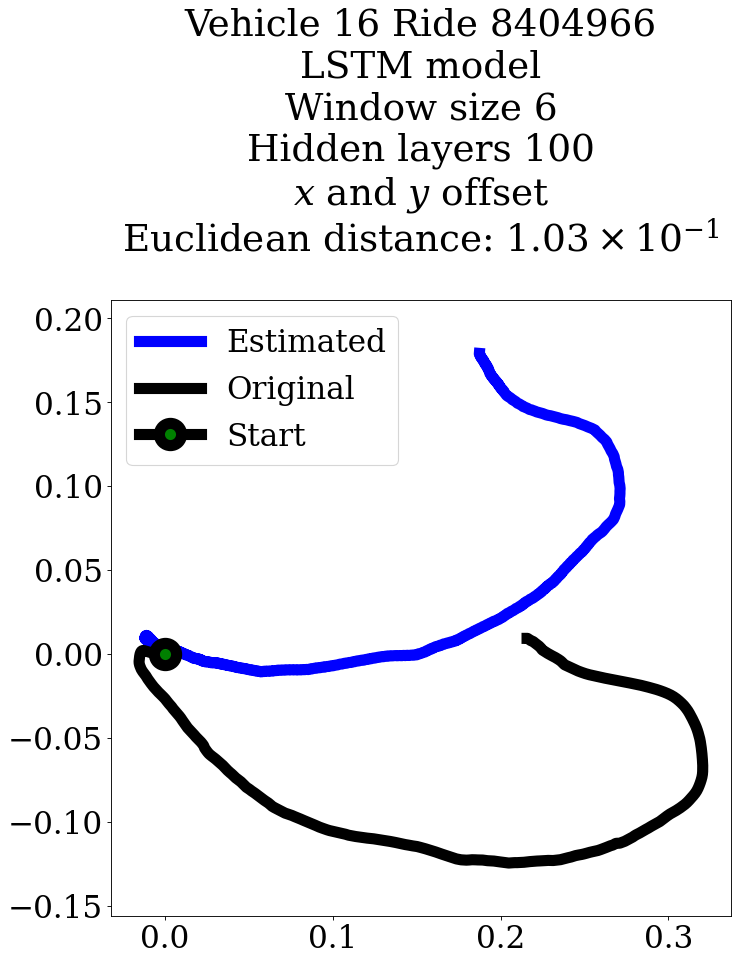 Vehicle 16 Ride 8404966
LSTM model
Window size 6
Hidden layers 100
x and y offset
Euclidean distance: 1.03 × 10⁻¹
0.20
0.15
0.10
0.05
0.00
−0.05
−0.10
−0.15
Estimated
Original
Start
0.0 0.1 0.2 0.3